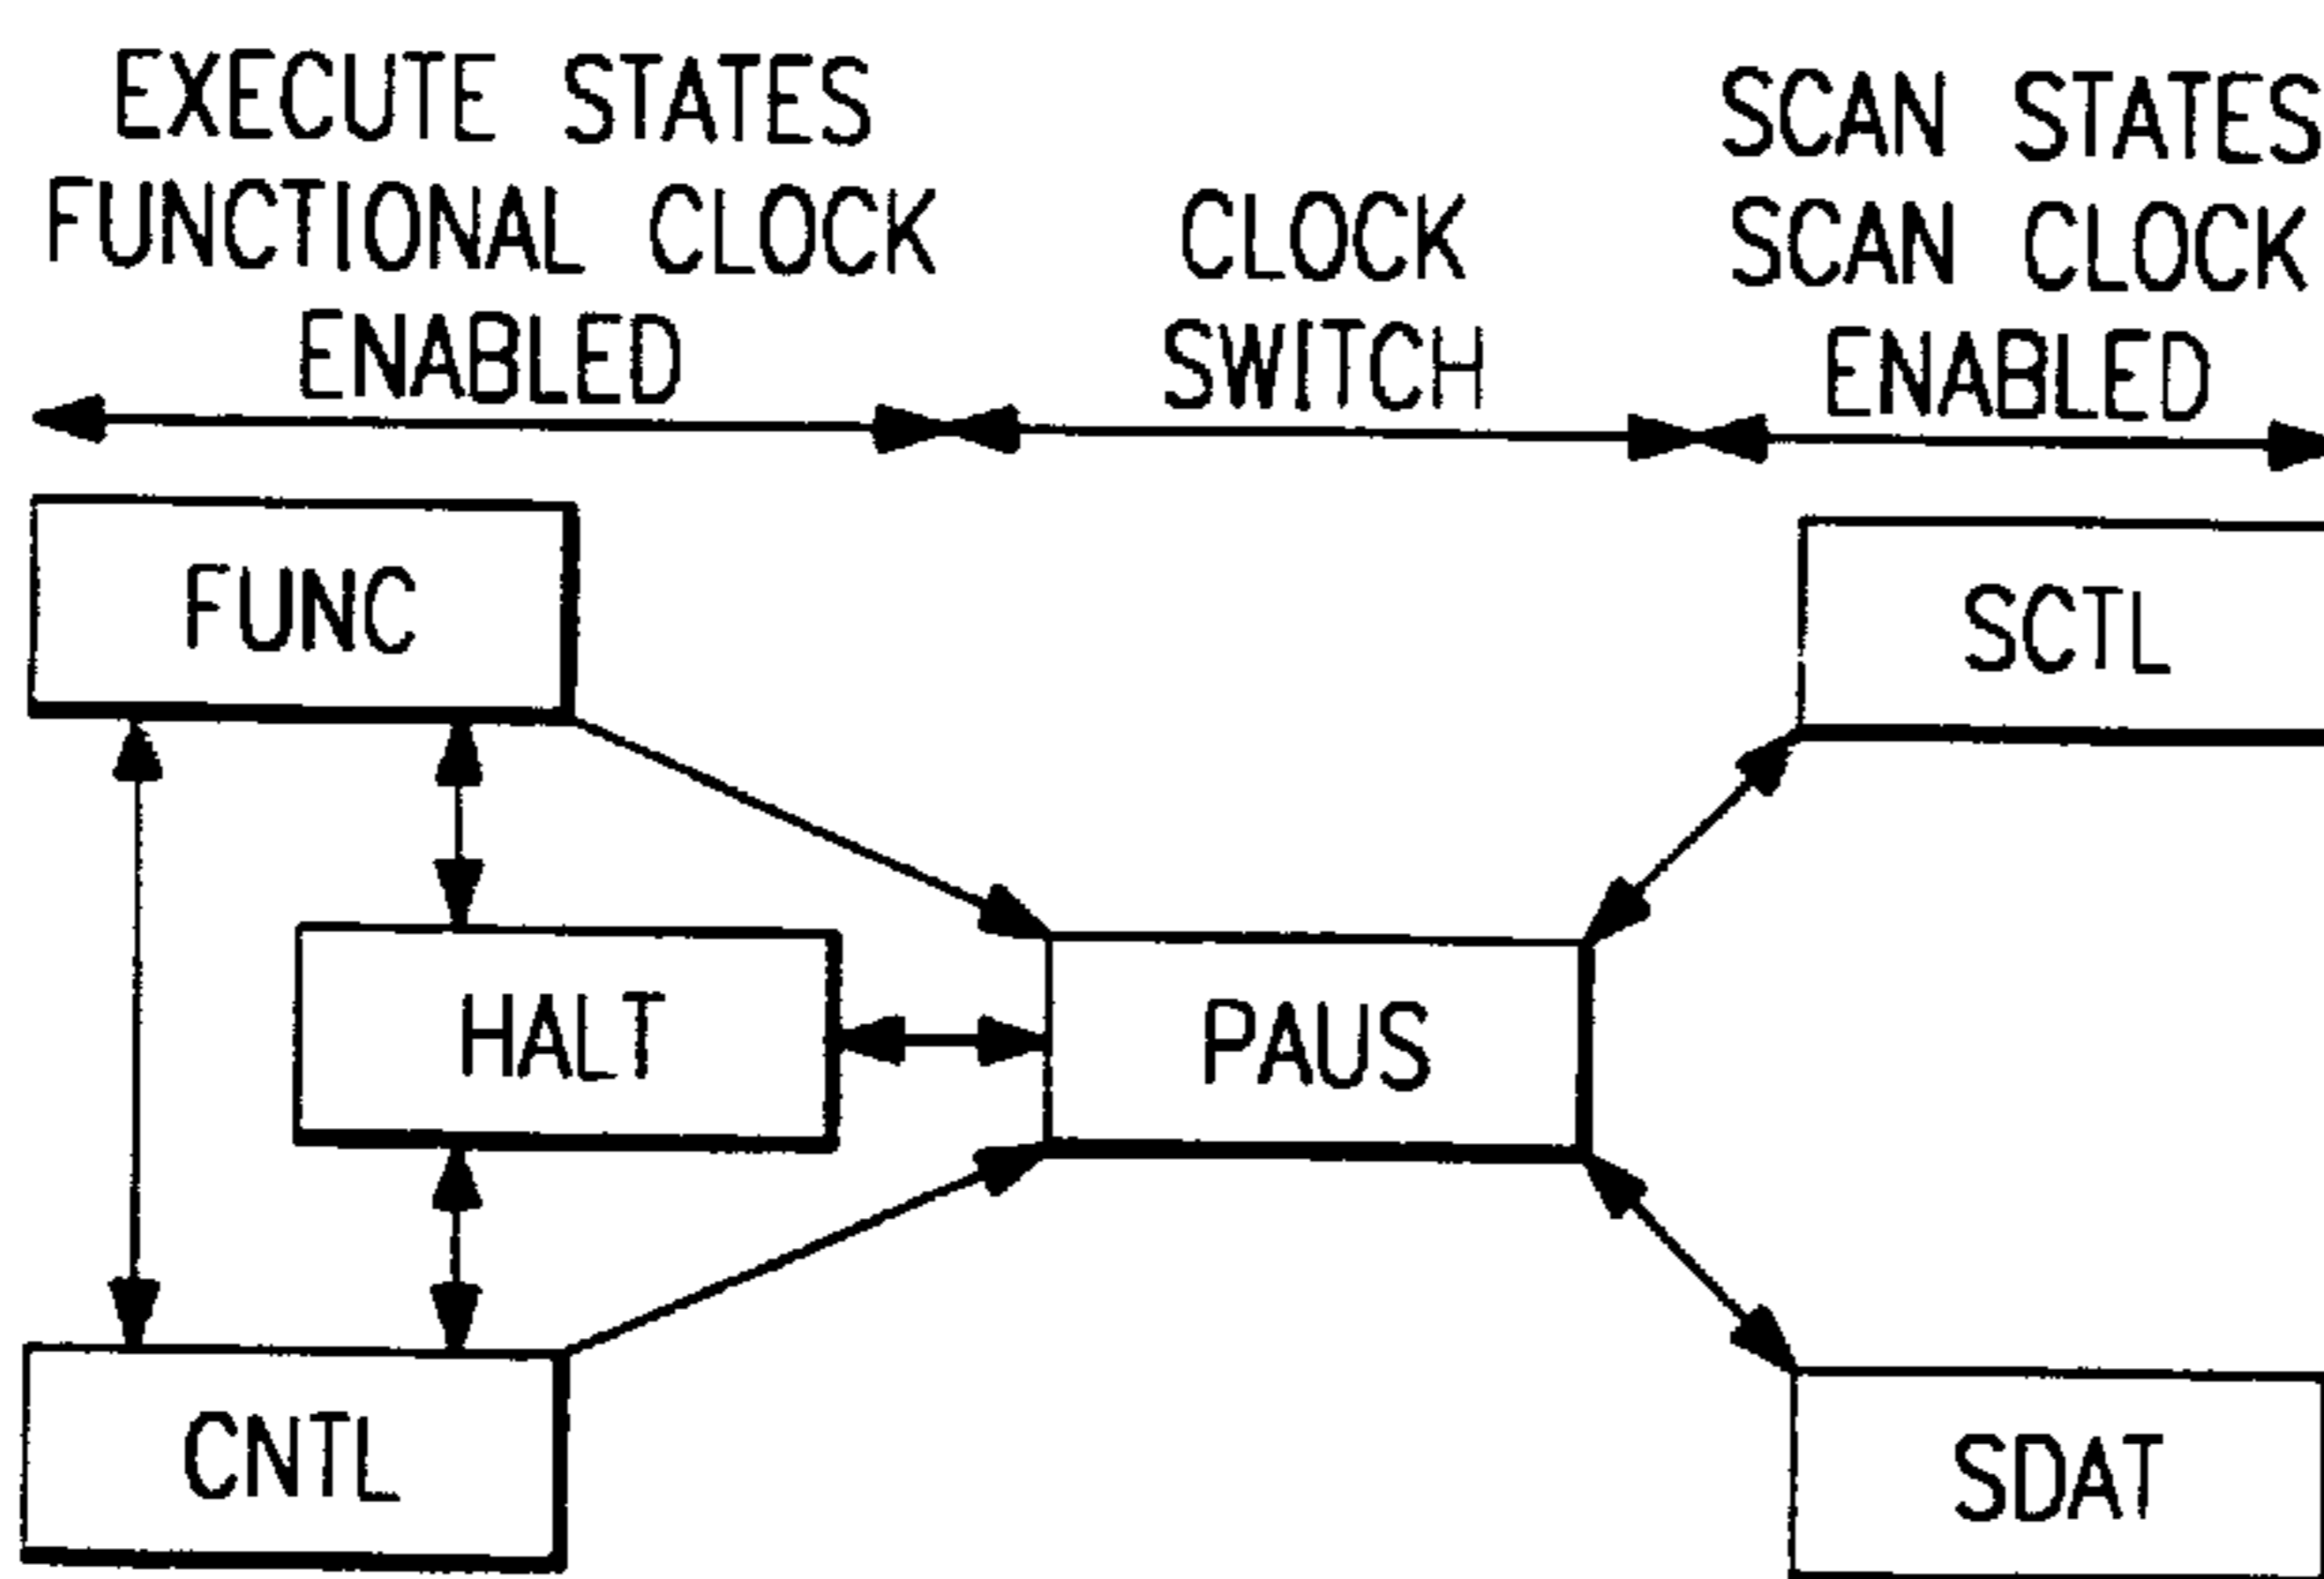 EXECUTE STATES
FUNCTIONAL CLOCK
ENABLED
CLOCK
SWITCH
SCAN STATES
SCAN CLOCK
ENABLED
FUNC
SCTL
HALT
PAUS
CNTL
SDAT